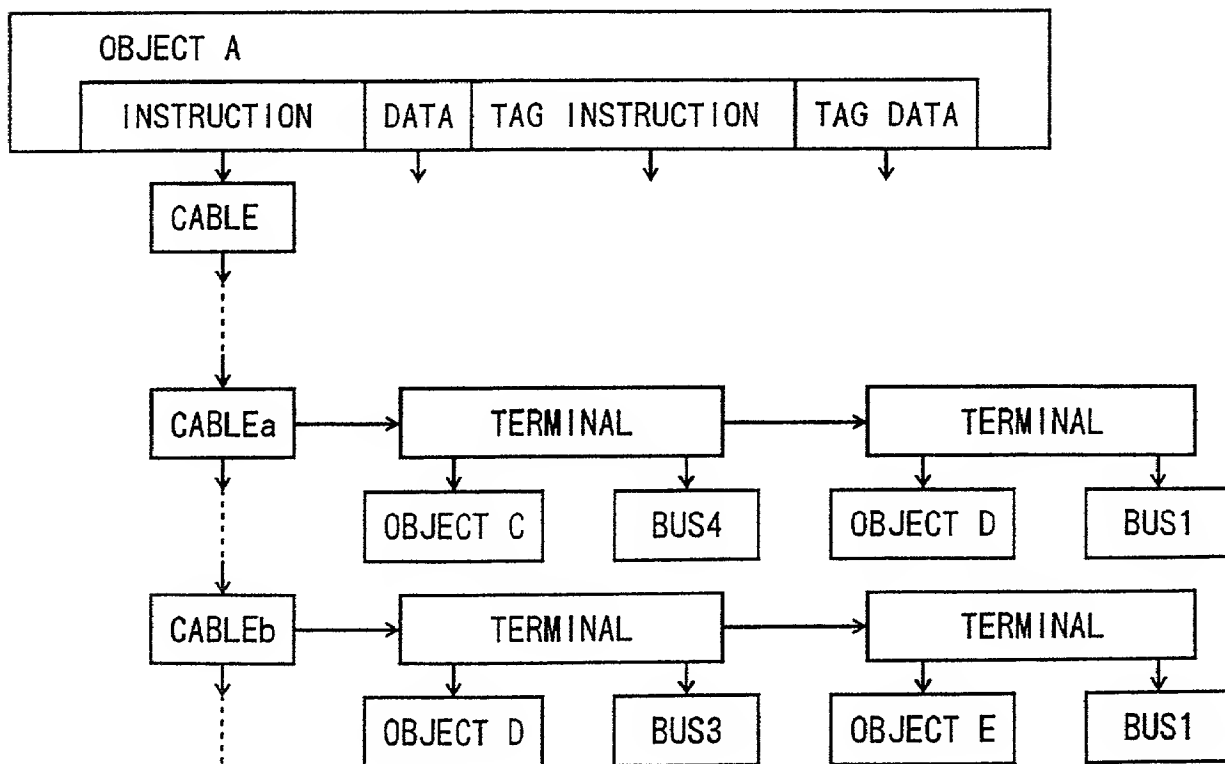 OBJECT A
INSTRUCTION DATA TAG INSTRUCTION TAG DATA
CABLE
CABLEa TERMINAL TERMINAL
OBJECT C BUS4 OBJECT D BUS1
CABLEb TERMINAL TERMINAL
OBJECT D BUS3 OBJECT E BUS1